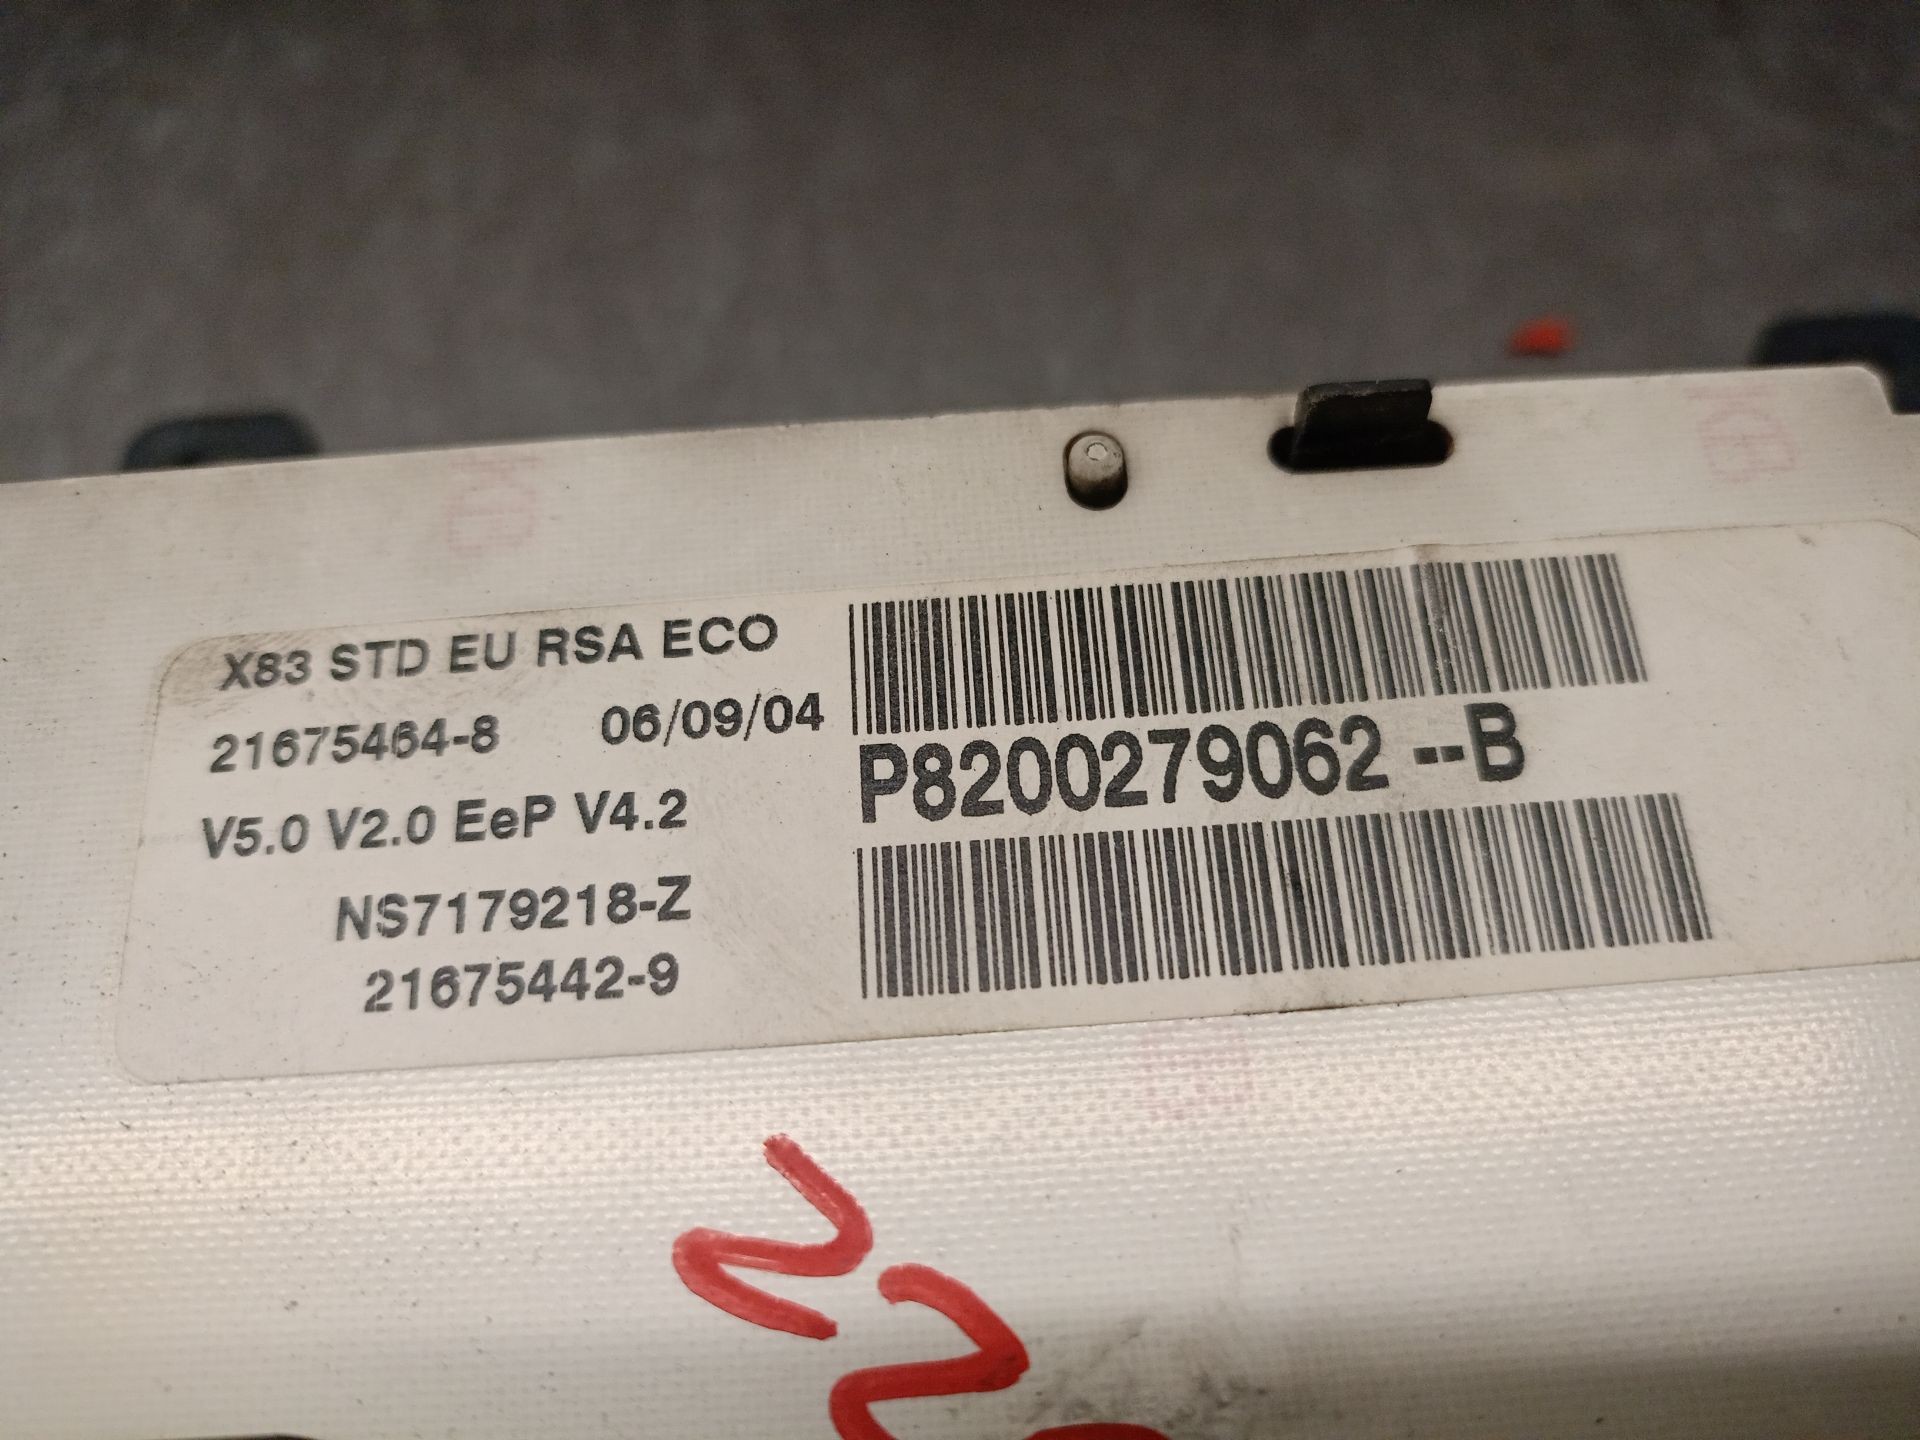 X83 STD EU RSA ECO
21675464-8 06/09/04
V5.0 V2.0 EeP V4.2
NS7179218-Z
21675442-9
P8200279062 --B